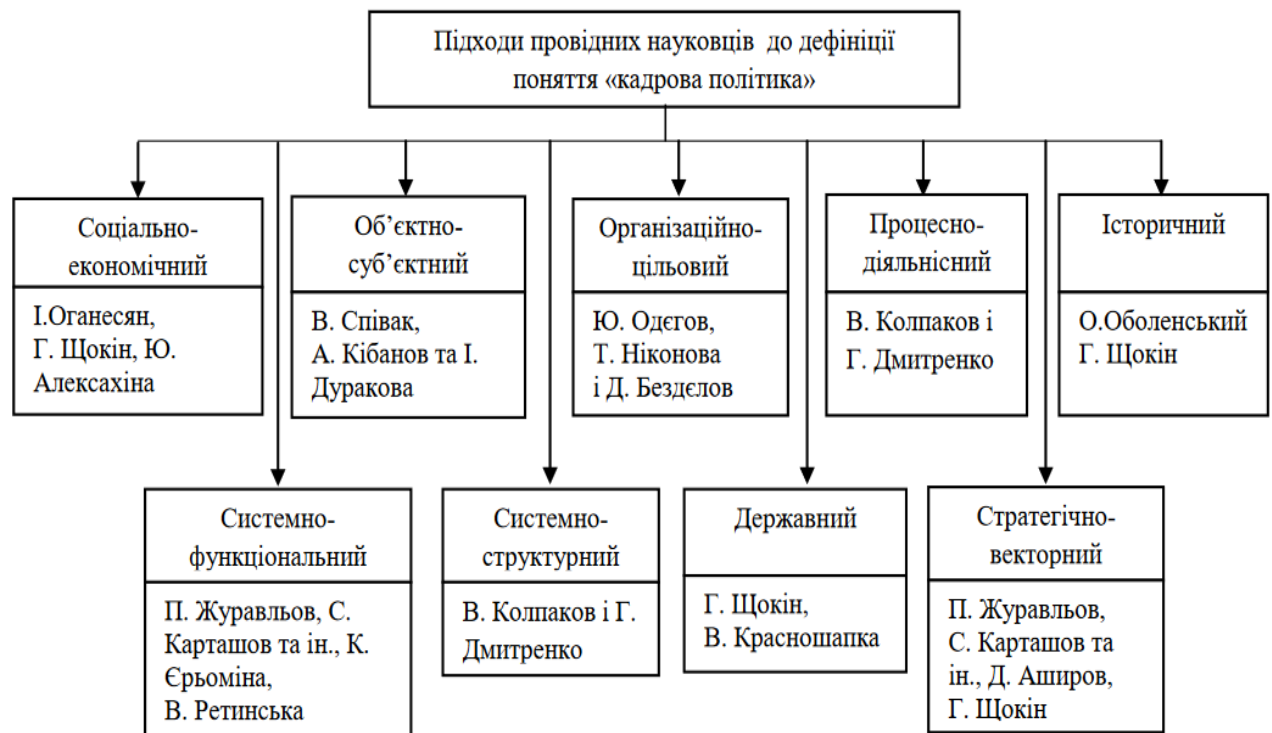 Підходи провідних науковців до дефініції
поняття «кадрова політика»
Соціально-
економічний
І.Оганесян,
Г. Щокін, Ю.
Алексахіна
Об’єктно-
суб’єктний
В. Співак,
А. Кібанов та І.
Дуракова
Організаційно-
цільовий
Ю. Одєгов,
Т. Ніконова
і Д. Бездєлов
Процесно-
діяльнісний
В. Колпаков і
Г. Дмитренко
Історичний
О.Оболенський
Г. Щокін
Системно-
функціональний
П. Журавльов, С.
Карташов та ін., К.
Єрьоміна,
В. Ретинська
Системно-
структурний
В. Колпаков і Г.
Дмитренко
Державний
Г. Щокін,
В. Красношапка
Стратегічно-
векторний
П. Журавльов,
С. Карташов та
ін., Д. Аширов,
Г. Щокін